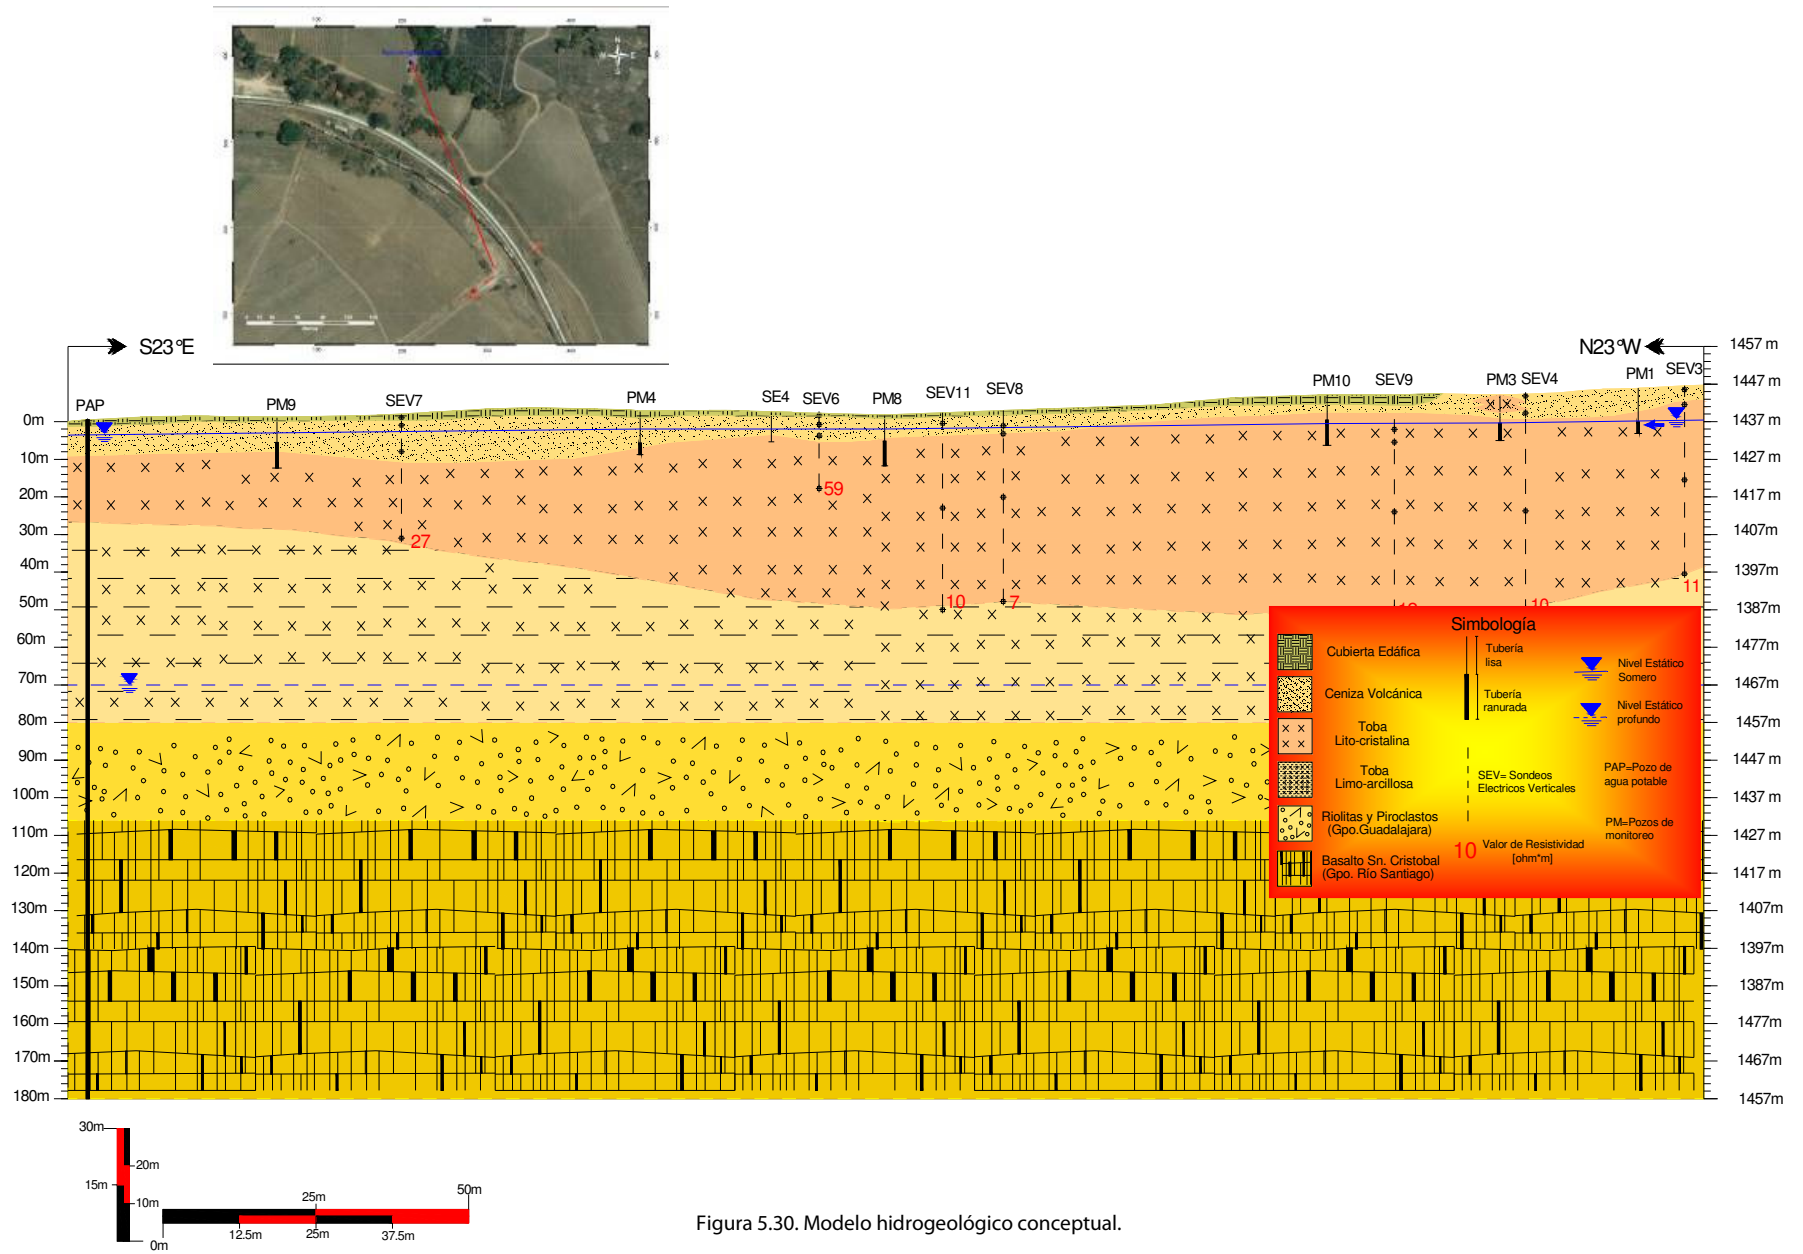 S23°E
N23°W
1457 m
PAP
PM9
SEV7
PM4
SE4
SEV6
PM8
SEV11
SEV8
PM10
SEV9
PM3
SEV4
PM1
SEV3
0m
10m
20m
30m
40m
50m
60m
70m
80m
90m
100m
110m
120m
130m
140m
150m
160m
170m
180m
1447 m
1437 m
1427 m
1417 m
1407m
1397m
1387m
1477m
1467m
1457m
1447 m
1437 m
1427 m
1417 m
1407m
1397m
1387m
1477m
1467m
1457m
27
59
10
7
10
11
Simbología
Cubierta Edáfica
Ceniza Volcánica
Toba
Lito-cristalina
Toba
Limo-arcillosa
Riolitas y Piroclastos
(Gpo.Guadalajara)
Basalto Sn. Cristobal
(Gpo. Río Santiago)
Tubería
lisa
Tubería
ranurada
SEV= Sondeos
Electricos Verticales
10
Valor de Resistividad
[ohm*m]
Nivel Estático
Somero
Nivel Estático
profundo
PAP=Pozo de
agua potable
PM=Pozos de
monitoreo
30m
20m
15m
10m
0m
25m
50m
12.5m
25m
37.5m
Figura 5.30. Modelo hidrogeológico conceptual.